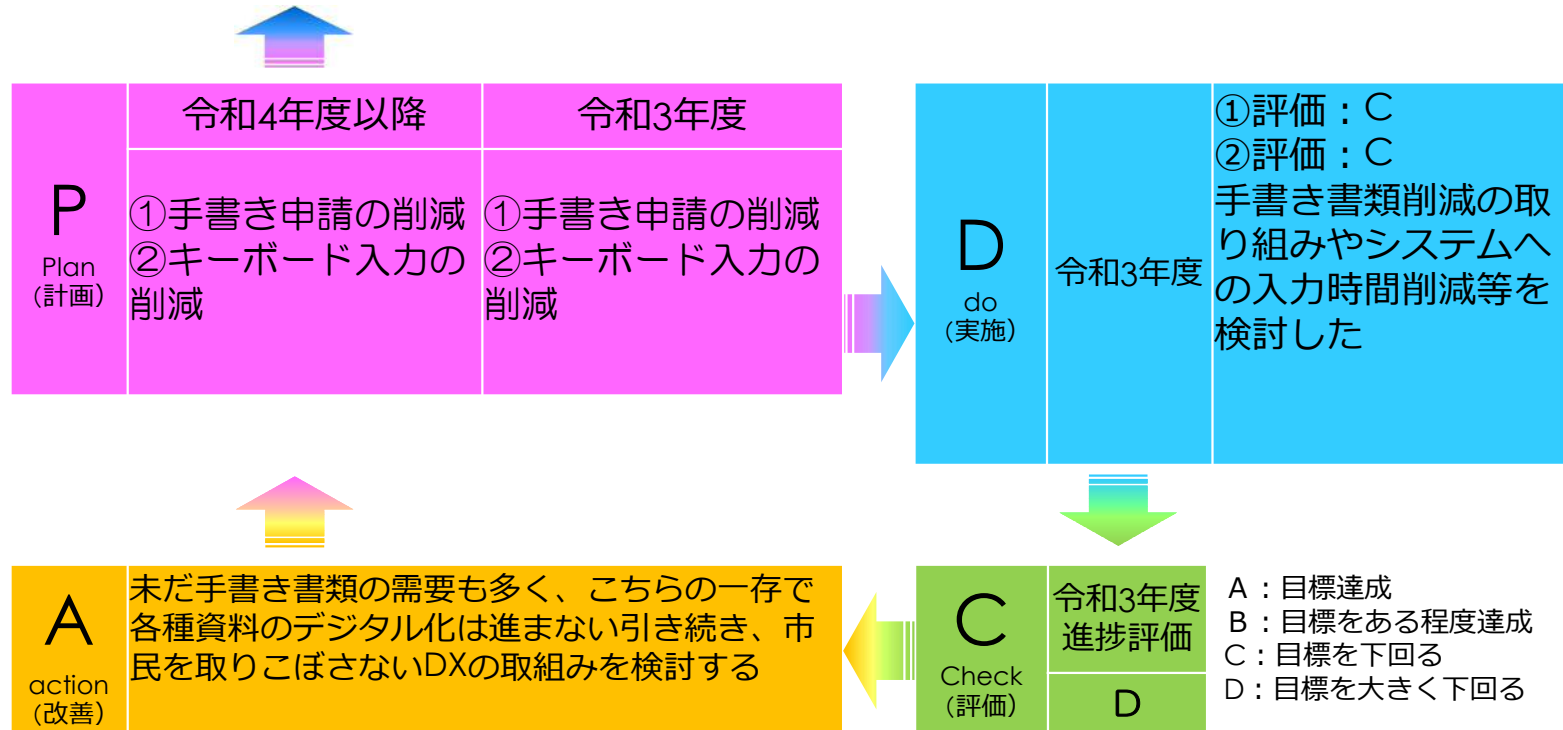 P
Plan
(計画)
令和4年度以降
令和3年度
①手書き申請の削減
②キーボード入力の
削減
①手書き申請の削減
②キーボード入力の
削減
D
do
(実施)
令和3年度
①評価：C
②評価：C
手書き書類削減の取
り組みやシステムへ
の入力時間削減等を
検討した
A
action
(改善)
未だ手書き書類の需要も多く、こちらの一存で
各種資料のデジタル化は進まない引き続き、市
民を取りこぼさないDXの取組みを検討する
C
Check
(評価)
令和3年度
進捗評価
D
A：目標達成
B：目標をある程度達成
C：目標を下回る
D：目標を大きく下回る